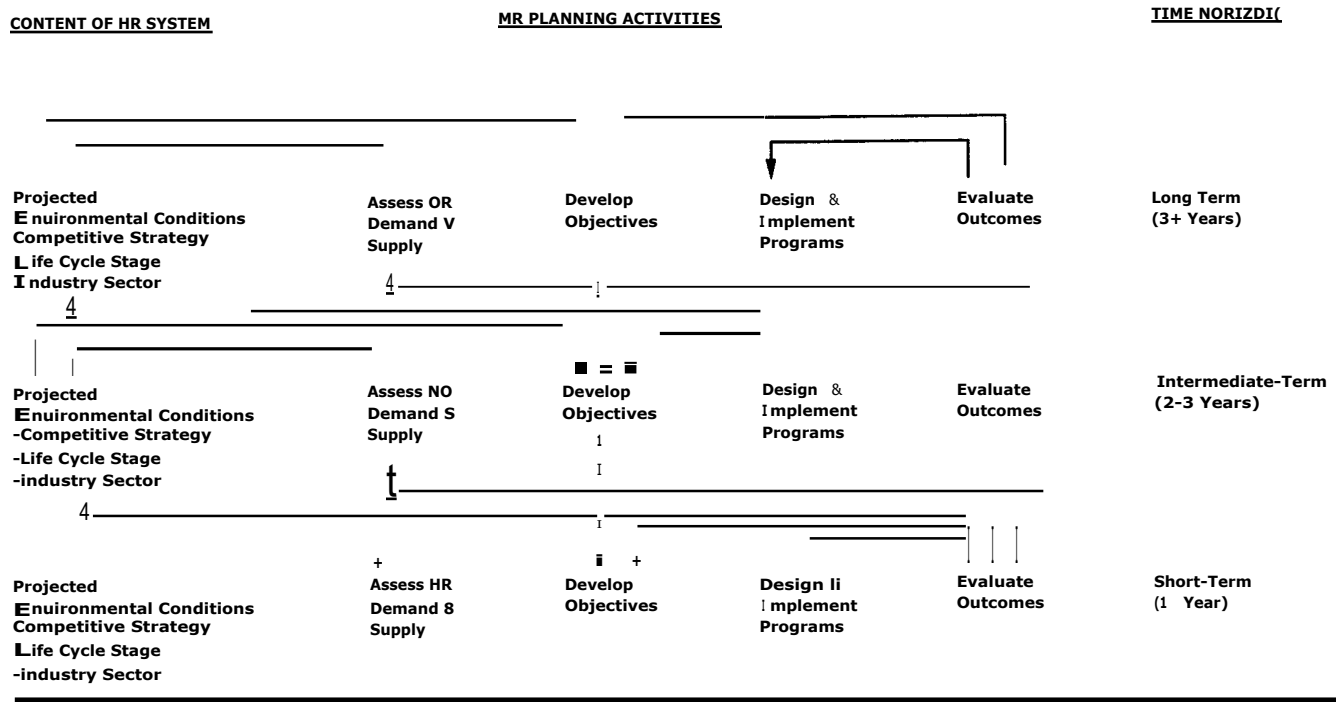 CONTENT OF HR SYSTEM
MR PLANNING ACTIVITIES
TIME NORIZDI(
Projected
Enuironmental Conditions
Competitive Strategy
Life Cycle Stage
Industry Sector
Assess OR
Demand V
Supply
Develop
Objectives
Design &
Implement
Programs
Evaluate
Outcomes
Long Term
(3+ Years)
4
4
I
Projected
Enuironmental Conditions
-Competitive Strategy
-Life Cycle Stage
-industry Sector
Assess NO
Demand S
Supply
Develop
Objectives
1
I
Design &
Implement
Programs
Evaluate
Outcomes
Intermediate-Term
(2-3 Years)
t
4
I
+
+
Projected
Enuironmental Conditions
Competitive Strategy
Life Cycle Stage
-industry Sector
Assess HR
Demand 8
Supply
Develop
Objectives
Design li
Implement
Programs
Evaluate
Outcomes
Short-Term
(1 Year)